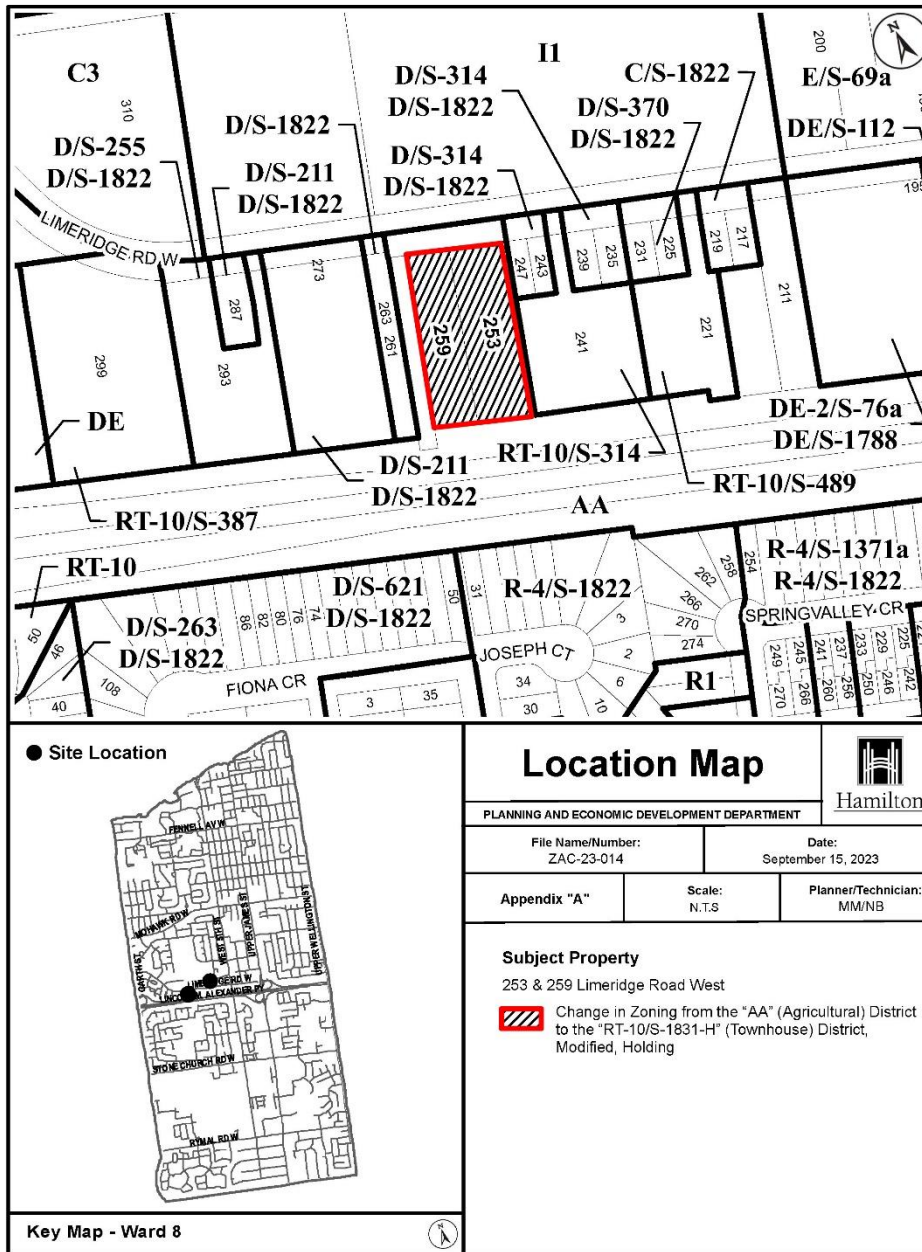 C3
I1
200
E/S-69a
310
D/S-314
D/S-1822
C/S-1822
D/S-370
D/S-1822
D/S-1822
D/S-255
D/S-1822
D/S-211
D/S-1822
D/S-314
D/S-1822
DE/S-112
195
LIMERIDGE RD W
273
287
263
261
259
253
247
243
239
235
231
225
219
217
211
299
293
241
221
DE
RT-10/S-387
D/S-211
D/S-1822
RT-10/S-314
DE-2/S-76a
DE/S-1788
RT-10/S-489
AA
RT-10
D/S-621
D/S-1822
R-4/S-1822
R-4/S-1371a
R-4/S-1822
D/S-263
D/S-1822
50
46
40
108
86
82
80
76
74
50
31
FIONA CR
3
35
JOSEPH CT
34
30
3
2
6
10
258
262
266
270
274
254
R1
SPRINGVALLEY CR
249
245
241
237
233
229
225
270
266
260
256
250
246
242
Site Location
FENNELL AV W
MOHAWK RD W
GARTH ST
WEST 5TH ST
UPPER JAMES ST
UPPER WELLINGTON ST
STONE CHURCH RD W
RYMAL RD W
Key Map - Ward 8
N
Location Map
Hamilton
PLANNING AND ECONOMIC DEVELOPMENT DEPARTMENT
File Name/Number:
ZAC-23-014
Date:
September 15, 2023
Appendix "A"
Scale:
N.T.S
Planner/Technician:
MM/NB
Subject Property
253 & 259 Limeridge Road West
Change in Zoning from the “AA” (Agricultural) District
to the “RT-10/S-1831-H” (Townhouse) District,
Modified, Holding